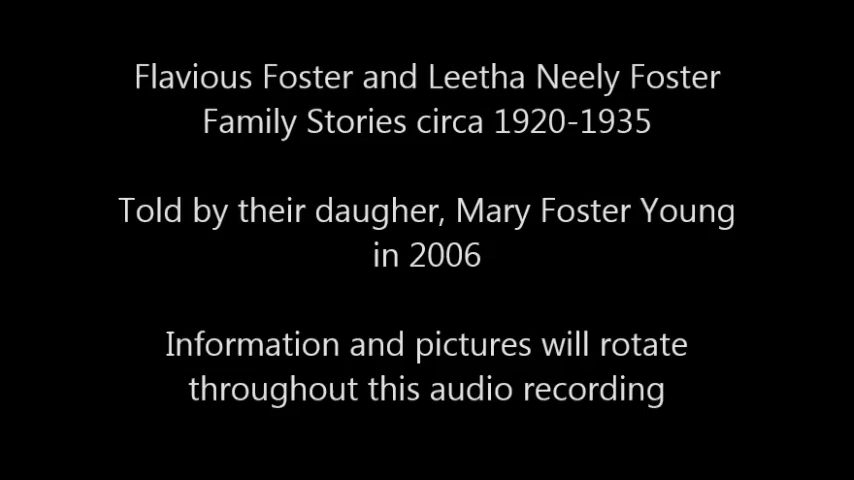 Flavious Foster and Leetha Neely Foster
Family Stories circa 1920-1935
Told by their daugher, Mary Foster Young
in 2006
Information and pictures will rotate
throughout this audio recording